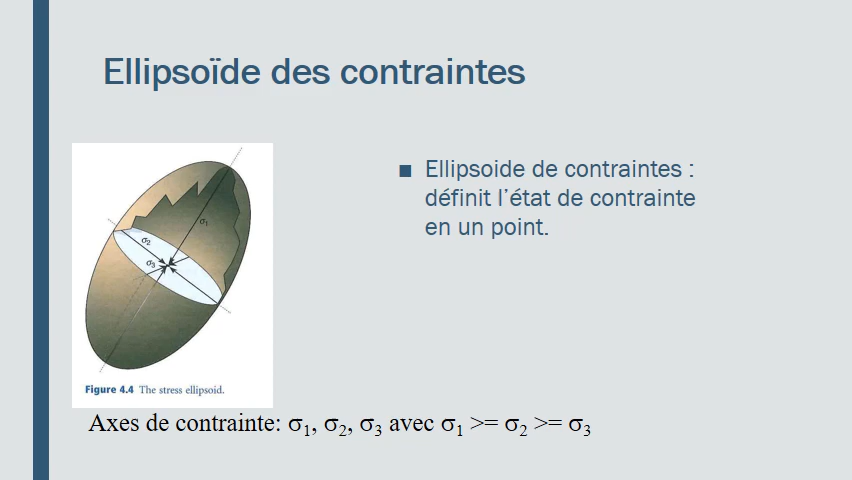 Ellipsoïde des contraintes
■ Ellipsoide de contraintes :
définit l'état de contrainte
en un point.
σ1
σ2
σ3
Figure 4.4 The stress ellipsoid.
Axes de contrainte: σ1, σ2, σ3 avec σ1 >= σ2 >= σ3